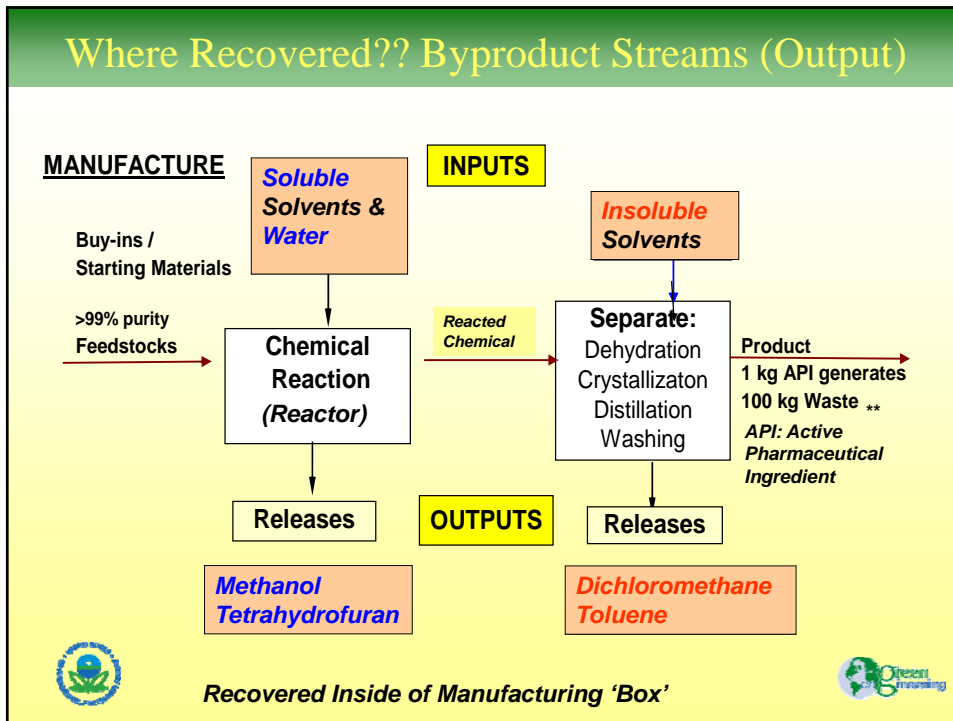 Where Recovered?? Byproduct Streams (Output)
MANUFACTURE
Soluble
Solvents &
Water
INPUTS
Insoluble
Solvents
Buy-ins /
Starting Materials
>99% purity
Feedstocks
Chemical
Reaction
(Reactor)
Reacted
Chemical
Separate:
Dehydration
Crystallizaton
Distillation
Washing
Product
1 kg API generates
100 kg Waste **
API: Active
Pharmaceutical
Ingredient
Releases
OUTPUTS
Releases
Methanol
Tetrahydrofuran
Dichloromethane
Toluene
Recovered Inside of Manufacturing ‘Box’
Green